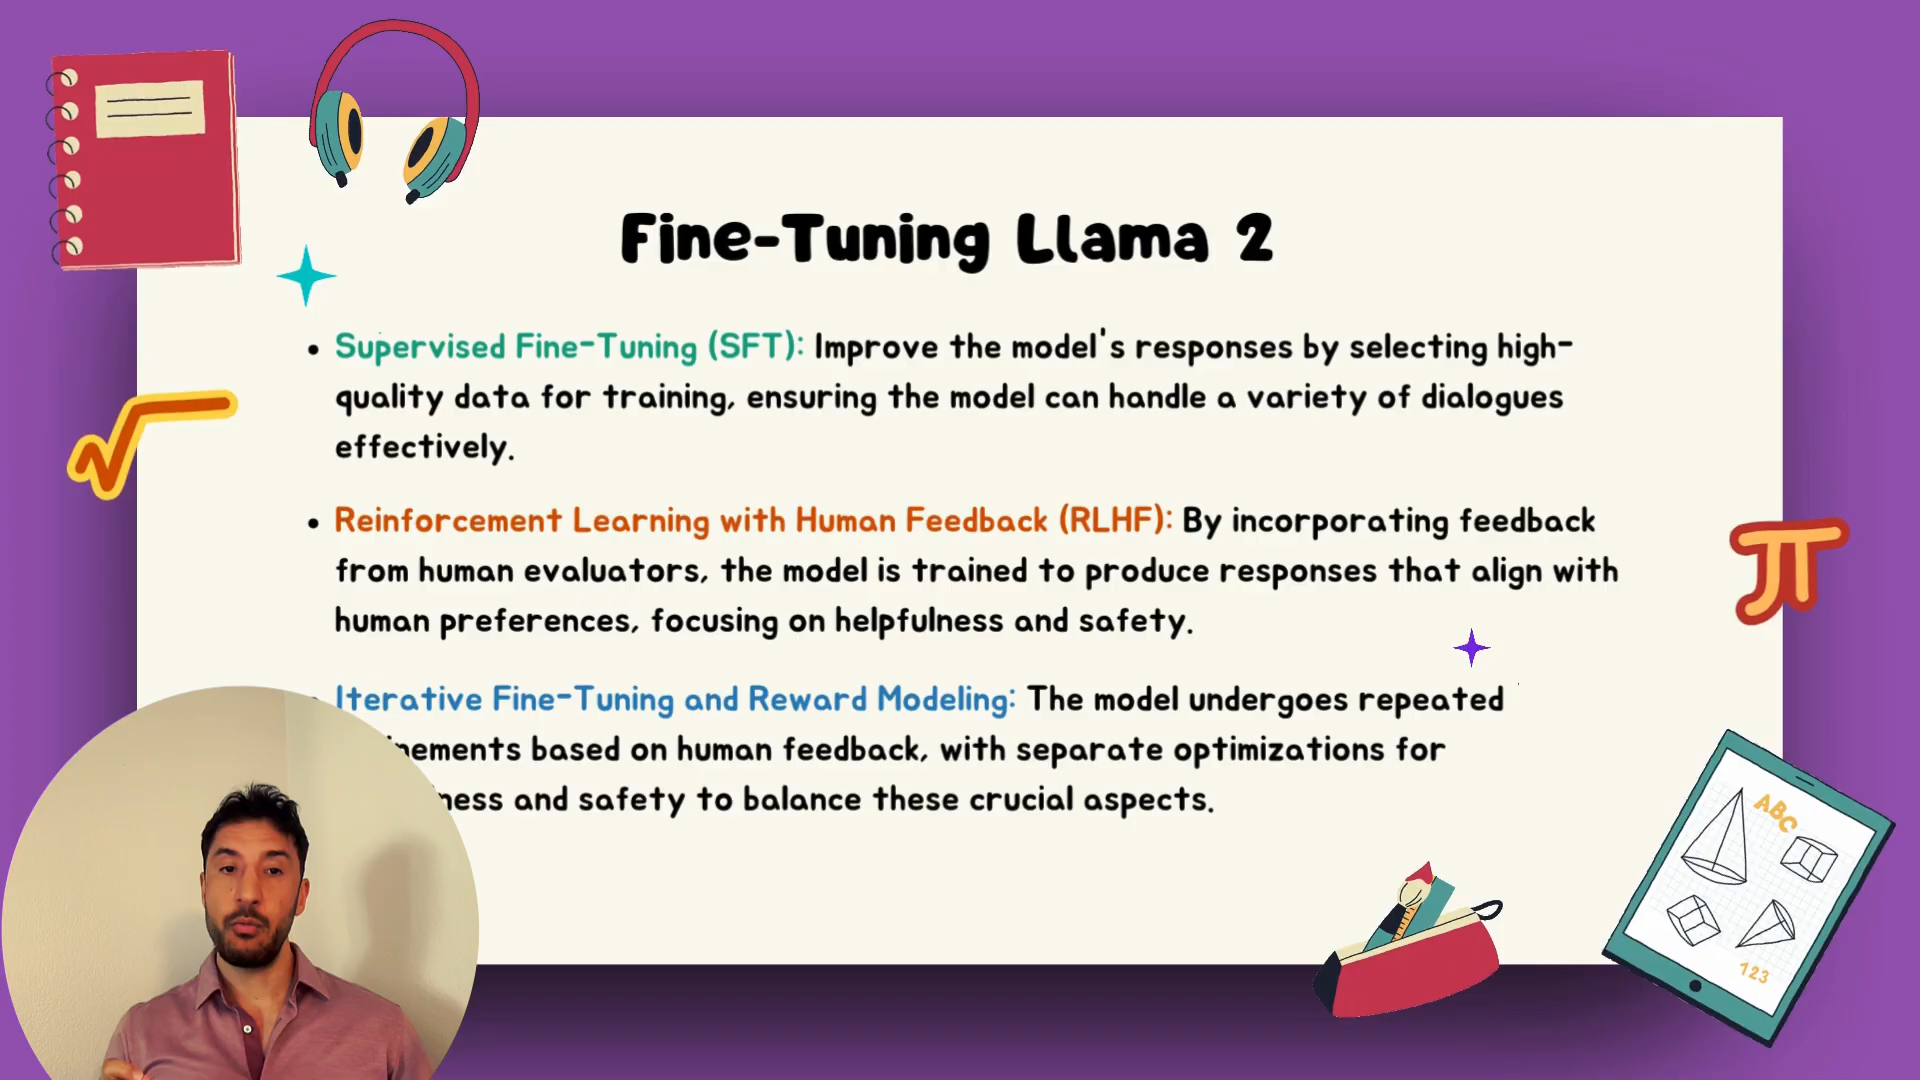 Fine-Tuning Llama 2
• Supervised Fine-Tuning (SFT): Improve the model's responses by selecting high-
quality data for training, ensuring the model can handle a variety of dialogues
effectively.
• Reinforcement Learning with Human Feedback (RLHF): By incorporating feedback
from human evaluators, the model is trained to produce responses that align with
human preferences, focusing on helpfulness and safety.
Iterative Fine-Tuning and Reward Modeling: The model undergoes repeated
nements based on human feedback, with separate optimizations for
ness and safety to balance these crucial aspects.
ABC
123